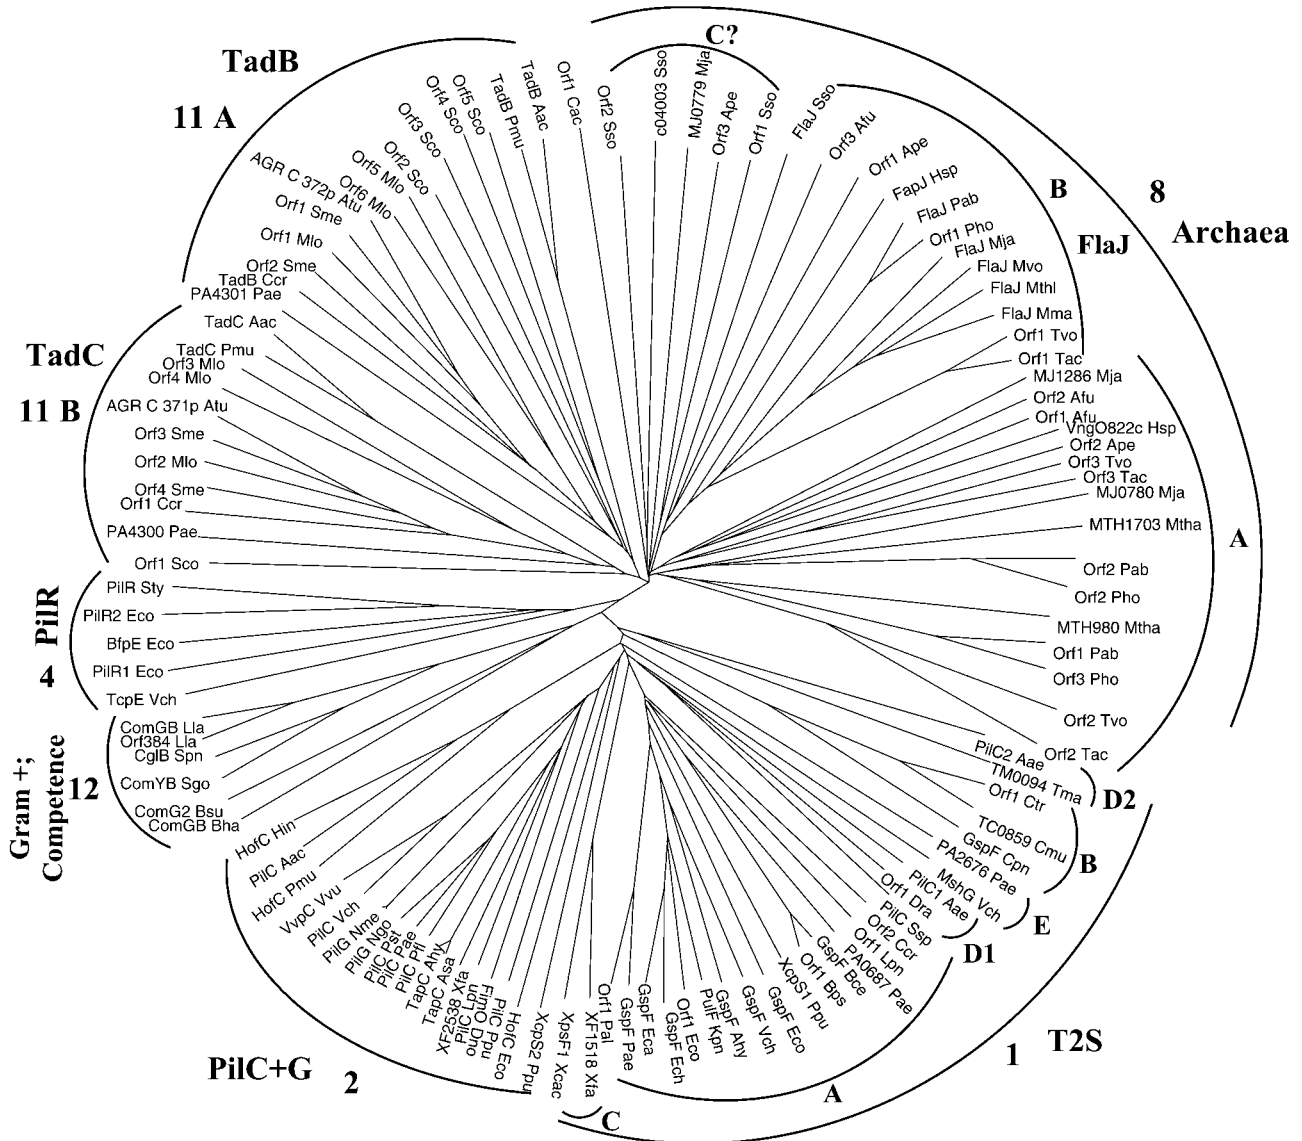 C?
TadB
11 A
TadB Aac
TadB Pmu
Orf5 Sco
Orf4 Sco
Orf3 Sco
Orf2 Sco
Orf5 Mlo
Orf6 Mlo
AGR C 372p Atu
Orf1 Sme
Orf1 Mlo
Orf2 Sme
TadB Ccr
PA4301 Pae
TadC
11 B
TadC Aac
TadC Pmu
Orf3 Mlo
Orf4 Mlo
AGR C 371p Atu
Orf3 Sme
Orf2 Mlo
Orf4 Sme
Orf1 Ccr
PA4300 Pae
Orf1 Sco
PilR
4
PilR Sty
PilR2 Eco
BfpE Eco
PilR1 Eco
TcpE Vch
Gram +;
Competence
12
ComGB Lla
Orf384 Lla
CglB Spn
ComYB Sgo
ComG2 Bsu
ComGB Bha
PilC+G
2
HofC Hin
PilC Aac
HofC Pmu
VvpC Vvu
PilC Vch
PilG Nme
PilG Ngo
PilC Pst
PilC Pae
PilC Pfl
TapC Ahy
TapC Asa
XF2538 Xfa
PilC Lpn
FimO Dno
PilC Ppu
HofC Eco
XcpS2 Ppu
XpsF1 Xcac
XF1518 Xfa
C
Orf1 Pal
GspF Pae
GspF Eca
GspF Ech
Orf1 Eco
PulF Kpn
GspF Ahy
GspF Vch
GspF Eco
XcpS1 Ppu
Orf1 Bps
GspF Bce
PA0687 Pae
Orf1 Lpn
Orf2 Ccr
PilC Ssp
A
1
T2S
D1
Orf1 Dra
PilC1 Aae
E
MshG Vch
PA2676 Pae
B
GspF Cpn
TC0859 Cmu
Orf1 Ctr
D2
TM0094 Tma
PilC2 Aae
Orf2 Tac
Orf2 Tvo
Orf3 Pho
Orf1 Pab
MTH980 Mtha
Orf2 Pho
Orf2 Pab
MTH1703 Mtha
MJ0780 Mja
Orf3 Tac
Orf3 Tvo
Orf2 Ape
VngO822c Hsp
Orf1 Afu
Orf2 Afu
MJ1286 Mja
A
8
Archaea
B
FlaJ
Orf1 Tac
Orf1 Tvo
FlaJ Mma
FlaJ Mthl
FlaJ Mvo
FlaJ Mja
Orf1 Pho
FlaJ Pab
FapJ Hsp
Orf1 Ape
Orf3 Afu
FlaJ Sso
Orf1 Sso
Orf3 Ape
MJ0779 Mja
c04003 Sso
Orf2 Sso
Orf1 Cac